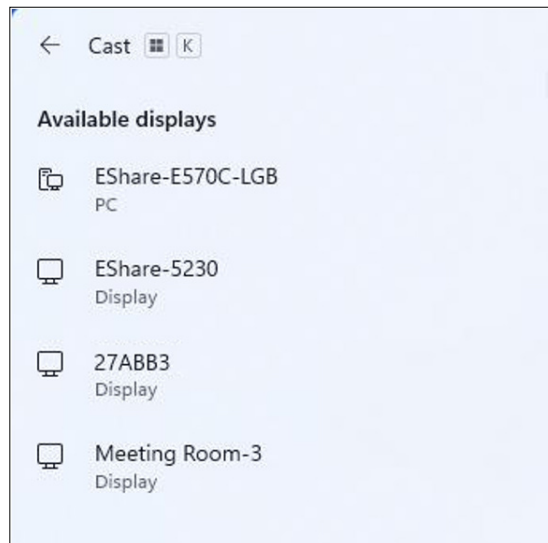 Cast K
Available displays
EShare-E570C-LGB
PC
EShare-5230
Display
27ABB3
Display
Meeting Room-3
Display